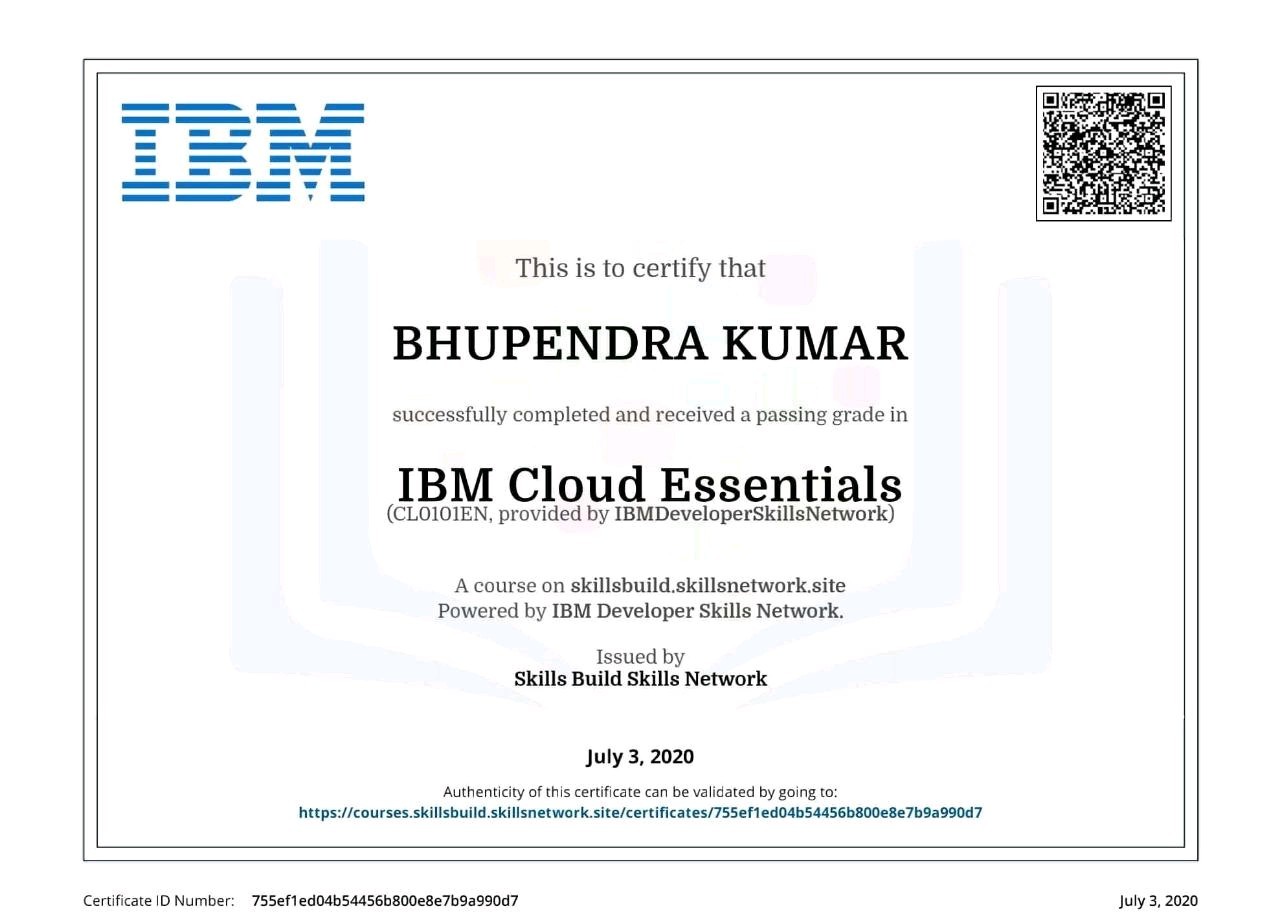 IBM
This is to certify that
BHUPENDRA KUMAR
successfully completed and received a passing grade in
IBM Cloud Essentials
(CL0101EN, provided by IBMDeveloperSkillsNetwork)
A course on skillsbuild.skillsnetwork.site
Powered by IBM Developer Skills Network.
Issued by
Skills Build Skills Network
July 3, 2020
Authenticity of this certificate can be validated by going to:
https://courses.skillsbuild.skillsnetwork.site/certificates/755ef1ed04b54456b800e8e7b9a990d7
Certificate ID Number: 755ef1ed04b54456b800e8e7b9a990d7
July 3, 2020